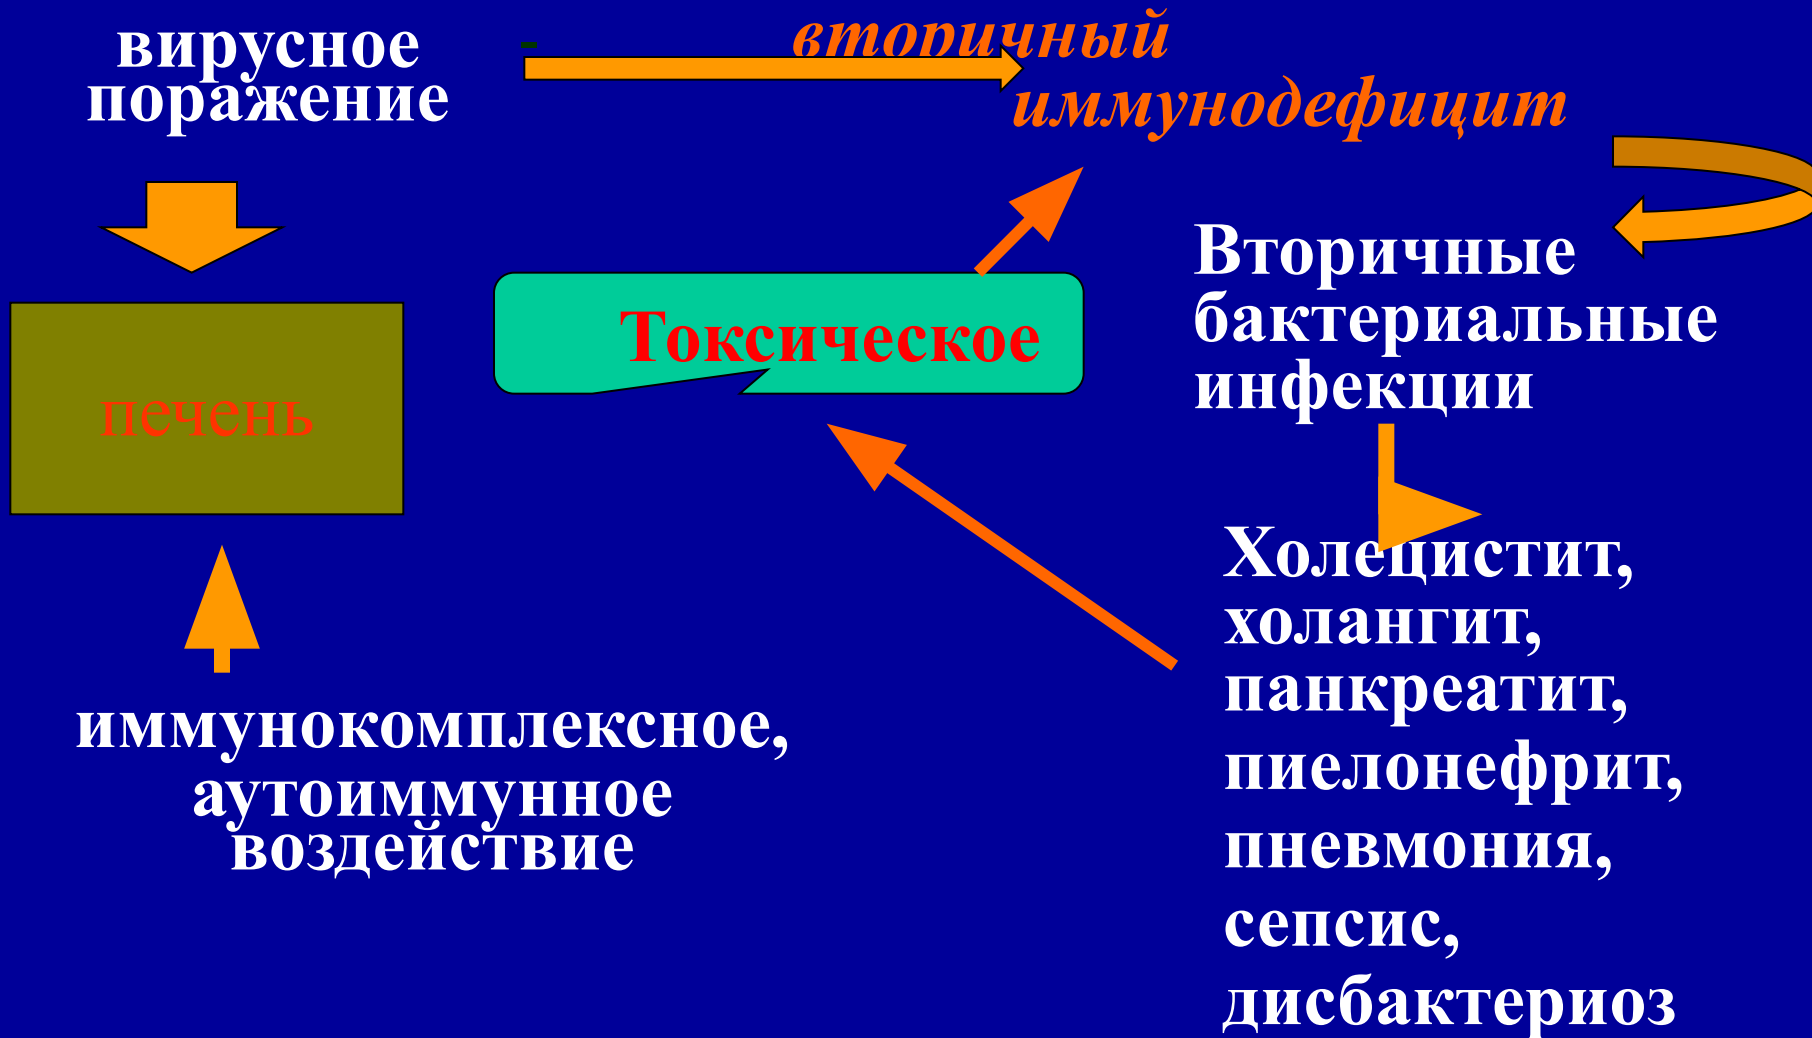 вирусное
поражение
вторичный
иммунодефицит
Токсическое
печень
Вторичные
бактериальные
инфекции
иммунокомплексное,
аутоиммунное
воздействие
Холецистит,
холангит,
панкреатит,
пиелонефрит,
пневмония,
сепсис,
дисбактериоз